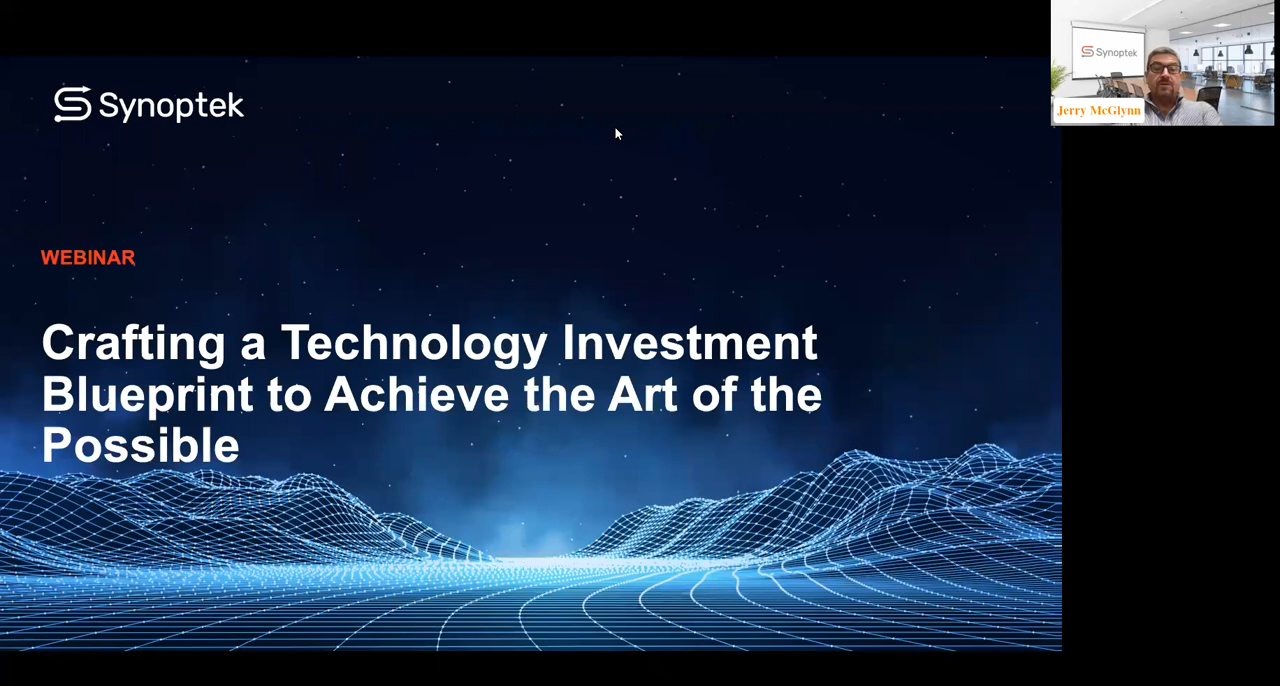 Synoptek
WEBINAR
Crafting a Technology Investment
Blueprint to Achieve the Art of the
Possible
Synoptek
Jerry McGlynn